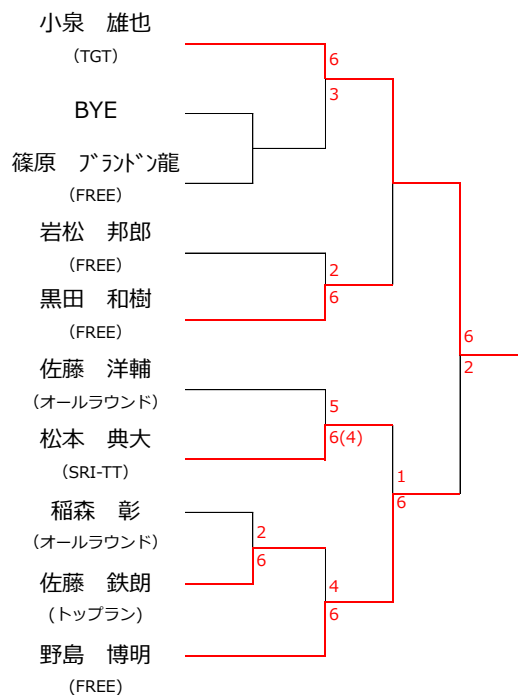 小泉　雄也
（TGT）
6
3
BYE
篠原　ﾌﾞﾗﾝﾄﾞﾝ龍
（FREE）
岩松　邦郎
（FREE）
2
6
黒田　和樹
（FREE）
6
2
佐藤　洋輔
（オールラウンド）
5
6(4)
松本　典大
（SRI-TT）
1
6
稲森　彰
（オールラウンド）
2
6
佐藤　鉄朗
（トップラン）
4
6
野島　博明
（FREE）